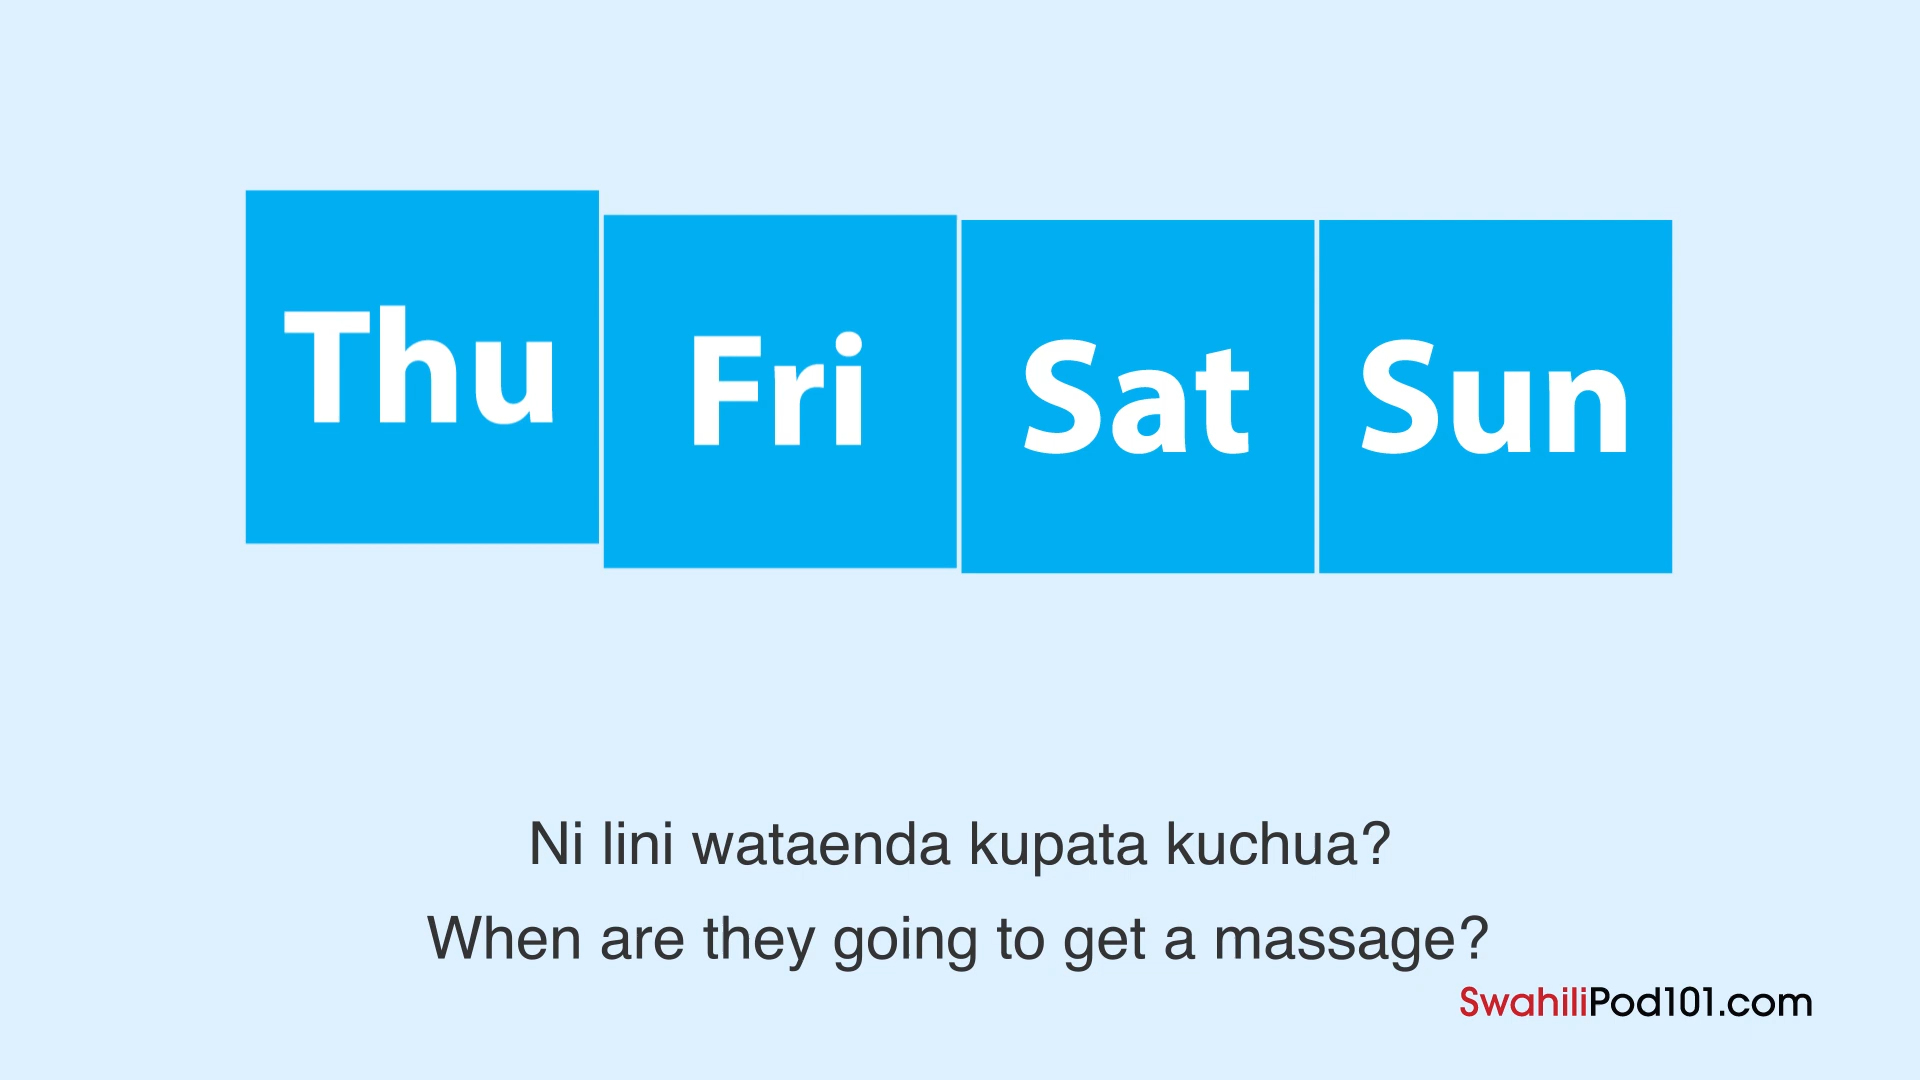 Thu Fri Sat Sun
Ni lini wataenda kupata kuchua?
When are they going to get a massage?
SwahiliPod101.com